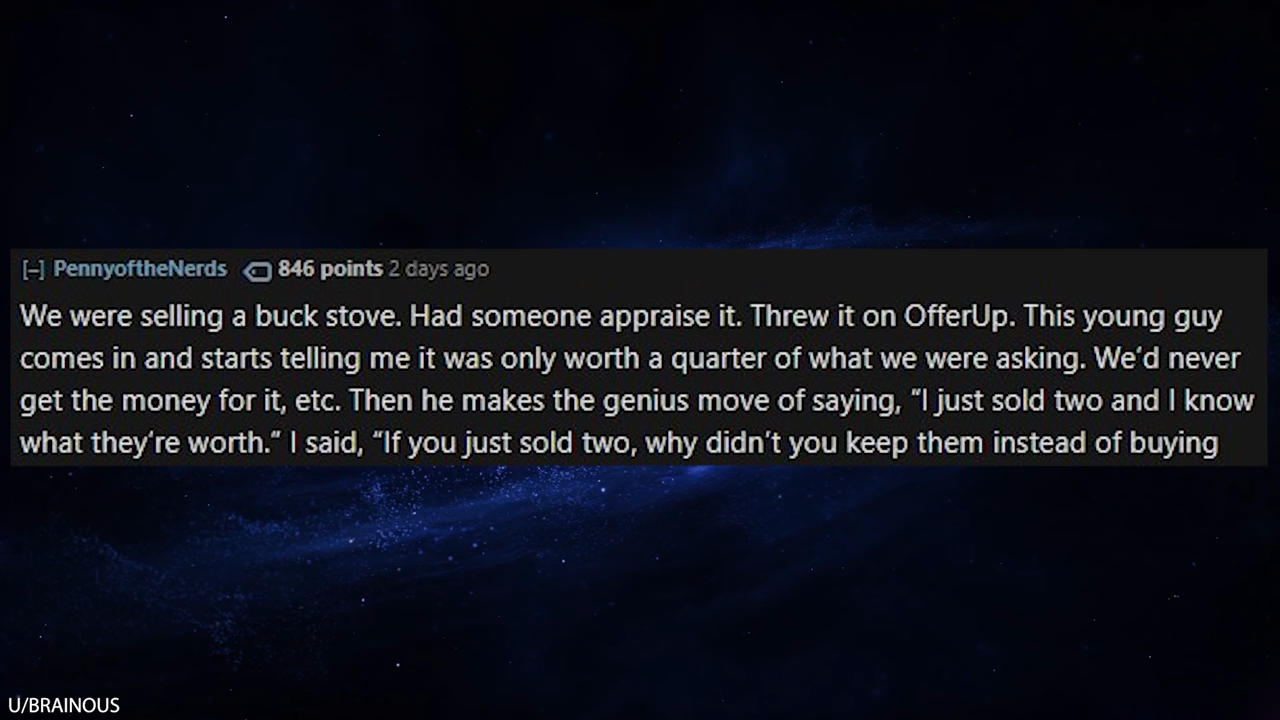 [–] PennyoftheNerds 846 points 2 days ago
We were selling a buck stove. Had someone appraise it. Threw it on OfferUp. This young guy
comes in and starts telling me it was only worth a quarter of what we were asking. We’d never
get the money for it, etc. Then he makes the genius move of saying, “I just sold two and I know
what they’re worth.” I said, “If you just sold two, why didn’t you keep them instead of buying
U/BRAINOUS